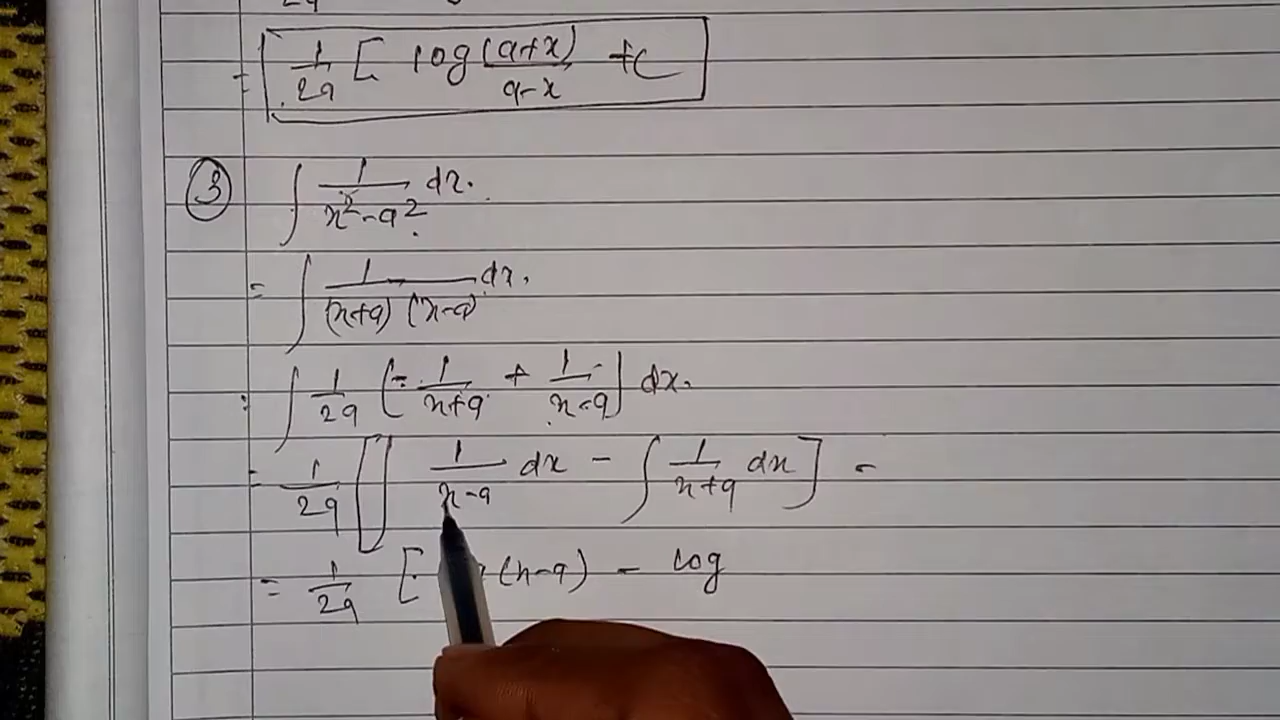 = 1/2a [ log (a+x)/a-x +c
③ ∫ 1/x²-a² dx.
= ∫ 1/(x+a) (x-a) dx.
= ∫ 1/2a (- 1/x+a + 1/x-a) dx.
= 1/2a [∫ 1/x-a dx - ∫ 1/x+a dx] =
= 1/2a [ (x-a) - log